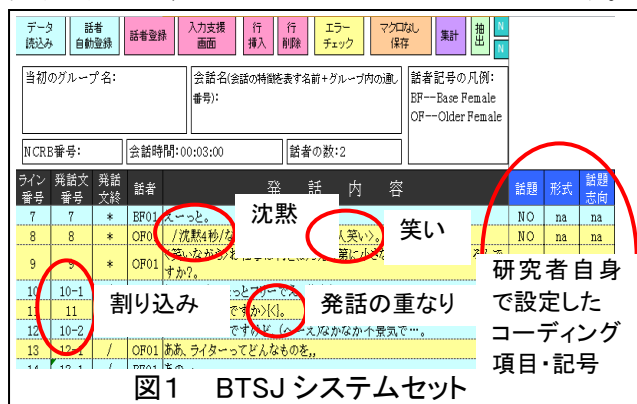 データ読込み 話者自動登録 話者登録 入力支援画面 行挿入 行削除 エラーチェック マクロなし保存 集計 抽出 N N
当初のグループ名: 会話名(会話の特徴を表す名前+グループ内の通し番号): 話者記号の凡例:
BF--Base Female
OF--Older Female
NCRB番号: 会話時間:00:03:00 話者の数:2
ライン番号 発話文番号 発話文終 話者 発 話 内 容 話題 形式 話題志向
7 7 * BF01 えーっと。 NO na na
沈黙
8 8 * OF01 /沈黙4秒/ 笑い>。 NO na na
笑い
9 9 * OF01 すか?。
研究者自身で設定したコーディング項目・記号
10 10-1
割り込み
11 11 ですか>[<]。
発話の重なり
12 10-2 なかなか不景気で…。
13 12-1 / OF01 ああ、ライターってどんなものを,,
図1 BTSJシステムセット